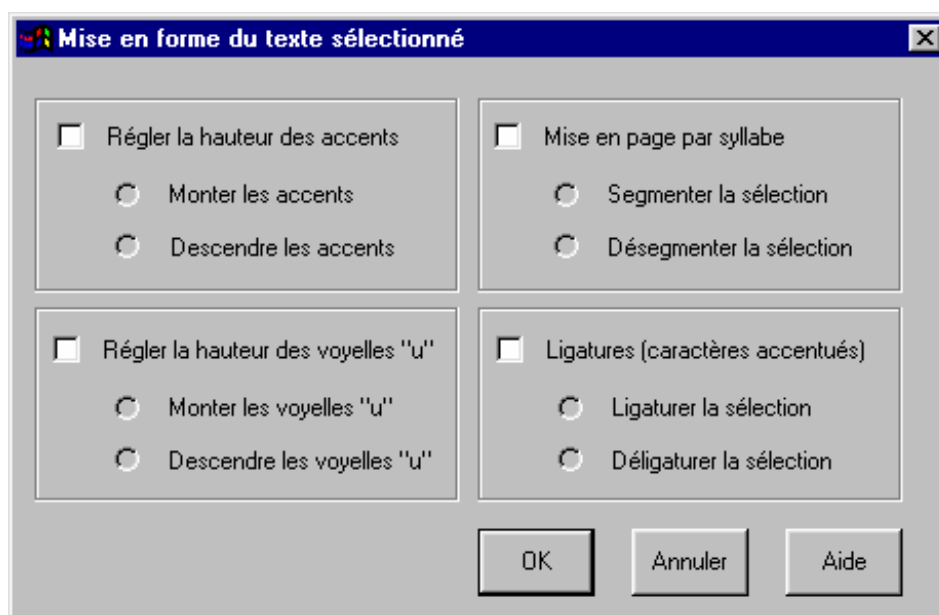 Mise en forme du texte sélectionné
Régler la hauteur des accents
Monter les accents
Descendre les accents
Mise en page par syllabe
Segmenter la sélection
Désegmenter la sélection
Régler la hauteur des voyelles "u"
Monter les voyelles "u"
Descendre les voyelles "u"
Ligatures (caractères accentués)
Ligaturer la sélection
Déligaturer la sélection
OK
Annuler
Aide